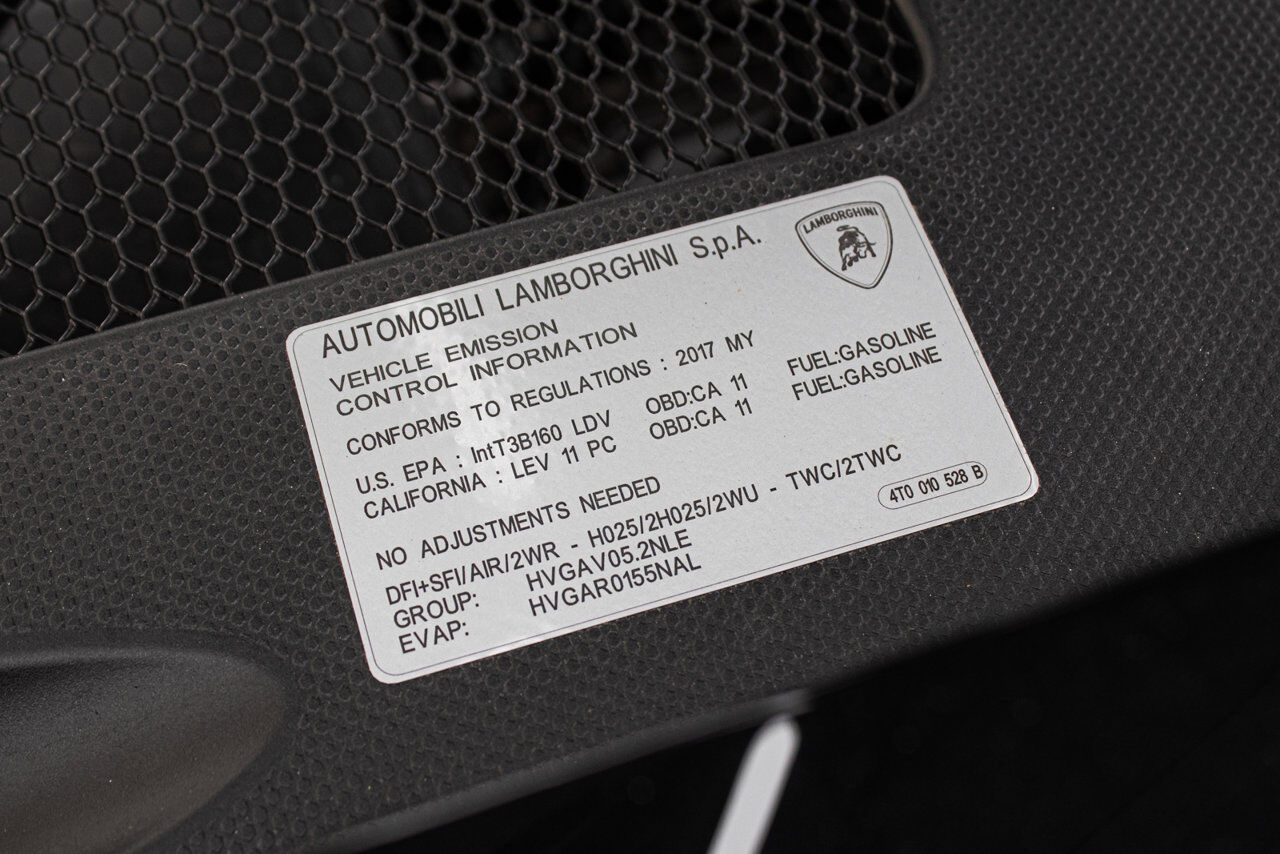 AUTOMOBILI LAMBORGHINI S.p.A.
LAMBORGHINI
VEHICLE EMISSION
CONTROL INFORMATION
CONFORMS TO REGULATIONS : 2017 MY
U.S. EPA : IntT3B160 LDV OBD:CA 11 FUEL:GASOLINE
CALIFORNIA : LEV 11 PC OBD:CA 11 FUEL:GASOLINE
NO ADJUSTMENTS NEEDED
DFI+SFI/AIR/2WR - H025/2H025/2WU - TWC/2TWC
GROUP: HVGAV05.2NLE
EVAP: HVGAR0155NAL
4T0 010 528 B